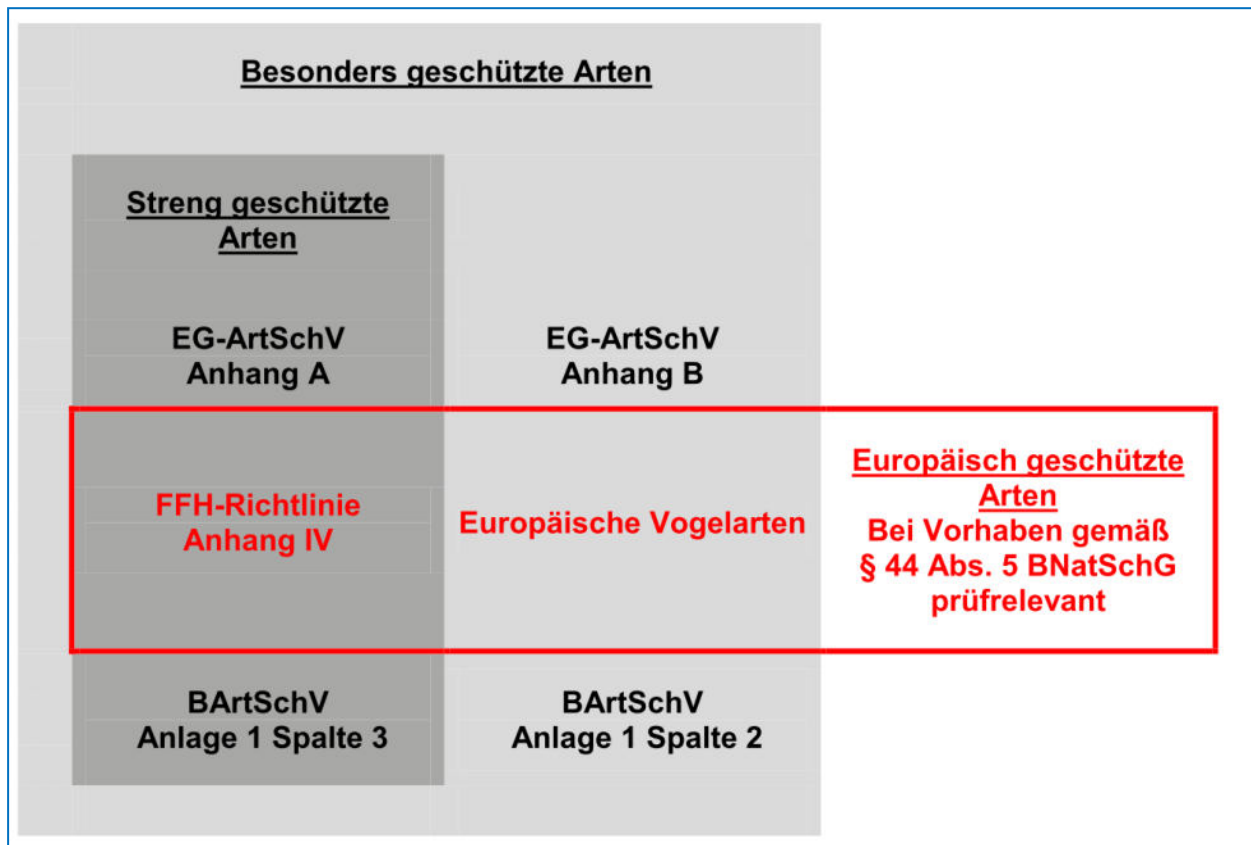 Besonders geschützte Arten
Streng geschützte
Arten
EG-ArtSchV
Anhang A
EG-ArtSchV
Anhang B
FFH-Richtlinie
Anhang IV
Europäische Vogelarten
Europäisch geschützte
Arten
Bei Vorhaben gemäß
§ 44 Abs. 5 BNatSchG
prüfrelevant
BArtSchV
Anlage 1 Spalte 3
BArtSchV
Anlage 1 Spalte 2